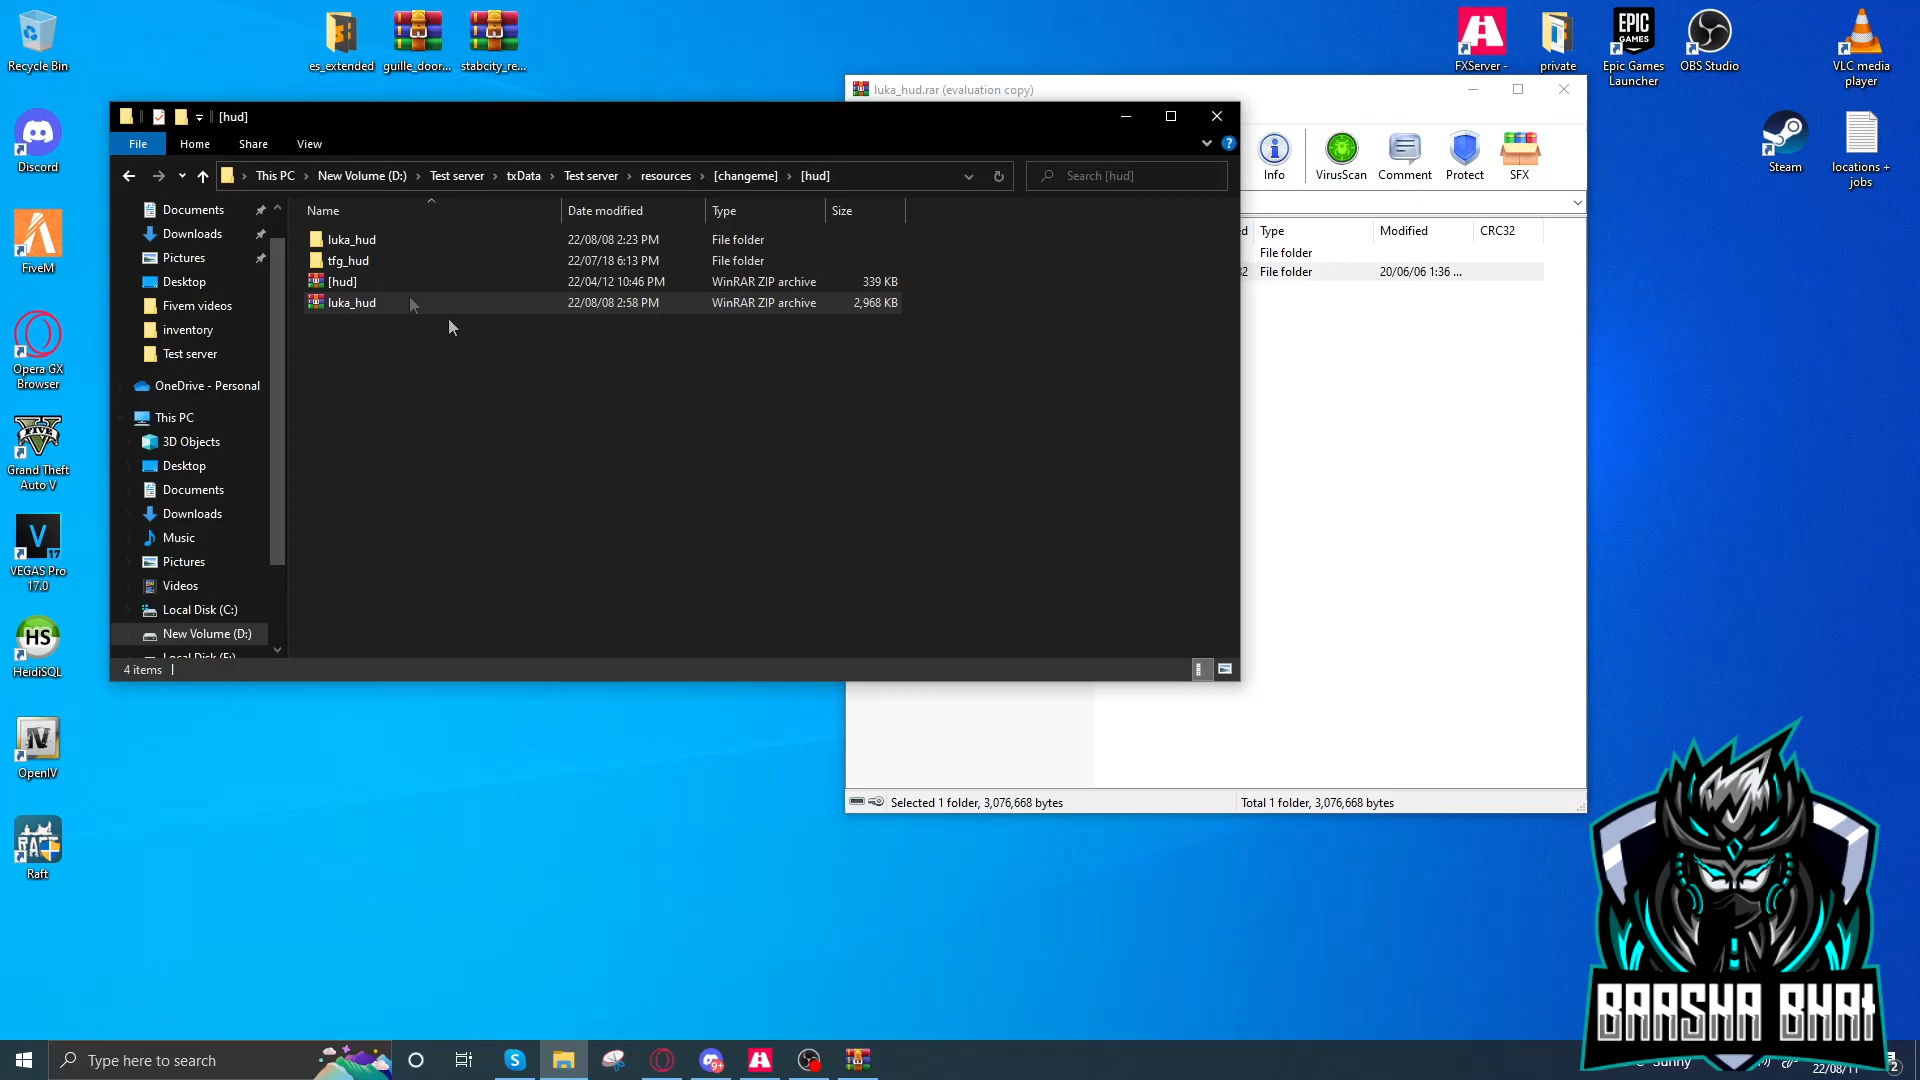 Recycle Bin
es_extended
guille_door...
stabcity_re...
FXServer -
private
Epic Games
Launcher
OBS Studio
VLC media
player
Discord
FiveM
Opera GX
Browser
Grand Theft
Auto V
VEGAS Pro
17.0
HeidiSQL
OpenIV
Raft
Steam
locations +
jobs
luka_hud.rar (evaluation copy)
Info
VirusScan
Comment
Protect
SFX
Type
Modified
CRC32
File folder
File folder
20/06/06 1:36 ...
Selected 1 folder, 3,076,668 bytes
Total 1 folder, 3,076,668 bytes
[hud]
File
Home
Share
View
This PC
New Volume (D:)
Test server
txData
Test server
resources
[changeme]
[hud]
Search [hud]
Name
Date modified
Type
Size
luka_hud
22/08/08 2:23 PM
File folder
tfg_hud
22/07/18 6:13 PM
File folder
[hud]
22/04/12 10:46 PM
WinRAR ZIP archive
339 KB
luka_hud
22/08/08 2:58 PM
WinRAR ZIP archive
2,968 KB
Documents
Downloads
Pictures
Desktop
Fivem videos
inventory
Test server
OneDrive - Personal
This PC
3D Objects
Desktop
Documents
Downloads
Music
Pictures
Videos
Local Disk (C:)
New Volume (D:)
4 items
Type here to search
BAASHA BHAI
Sunny